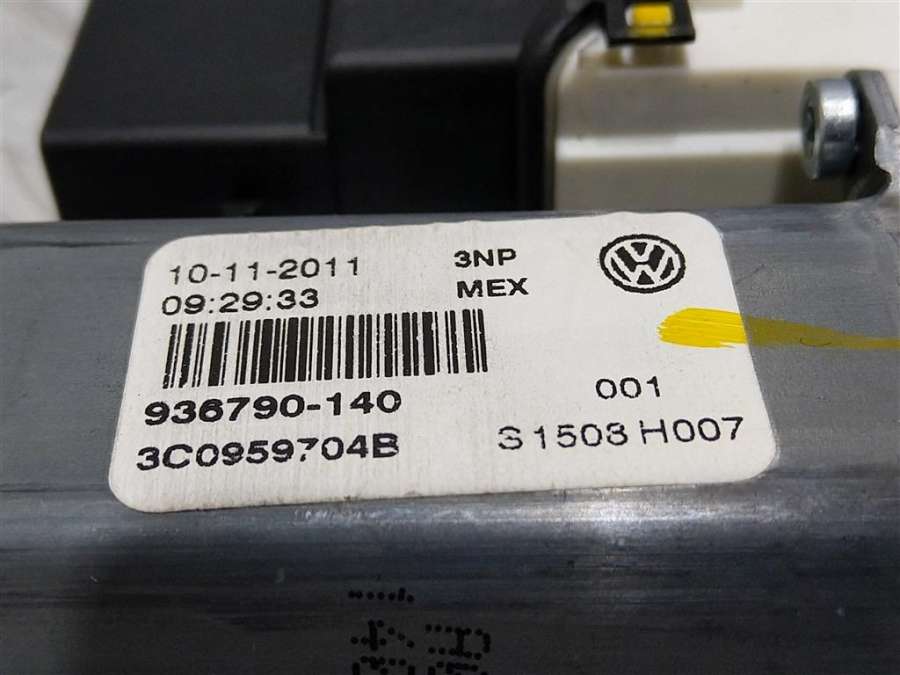 10-11-2011
09:29:33
3NP
MEX
936790-140
3C0959704B
001
S1503 H007